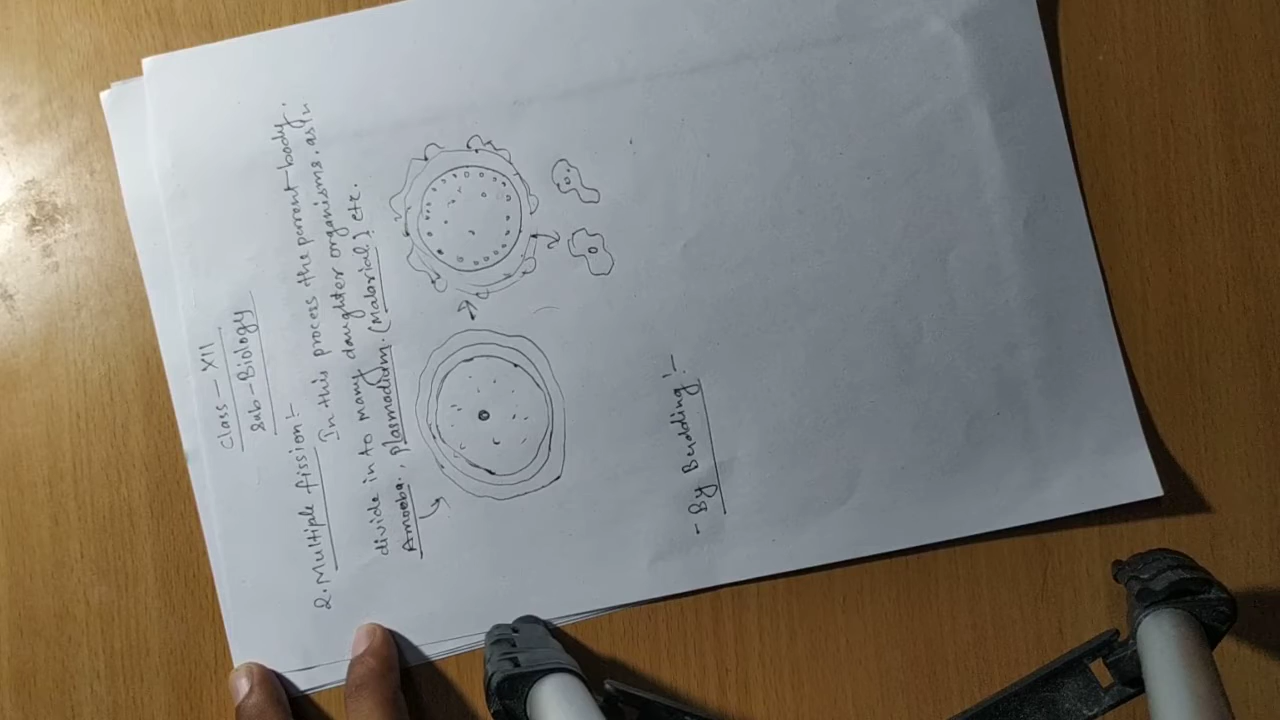 Class - XII
Sub - Biology
2. Multiple fission :-
In this process the parrent body.
divide in to many daughter organisms, as in
Amoeba, plasmodium. (Malarial) etc.
- By Budding :-